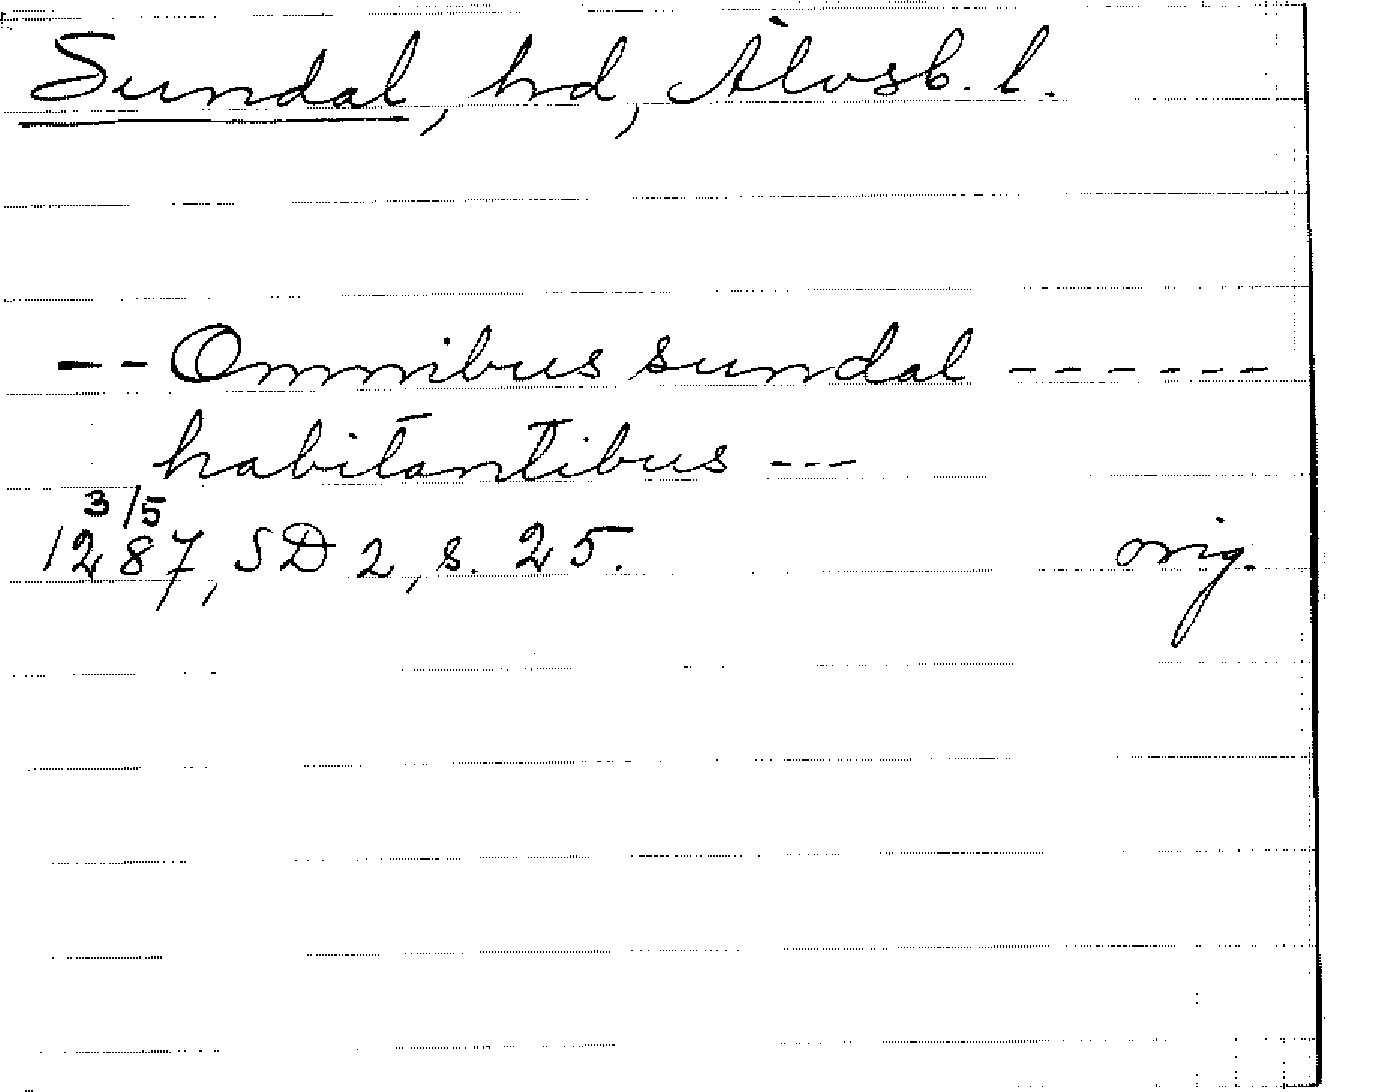 Sundal, hd, Älvsb. l.
-- Omnibus sundal ------
habitantibus ---
3/5
1287, SD 2, s. 25. orig.